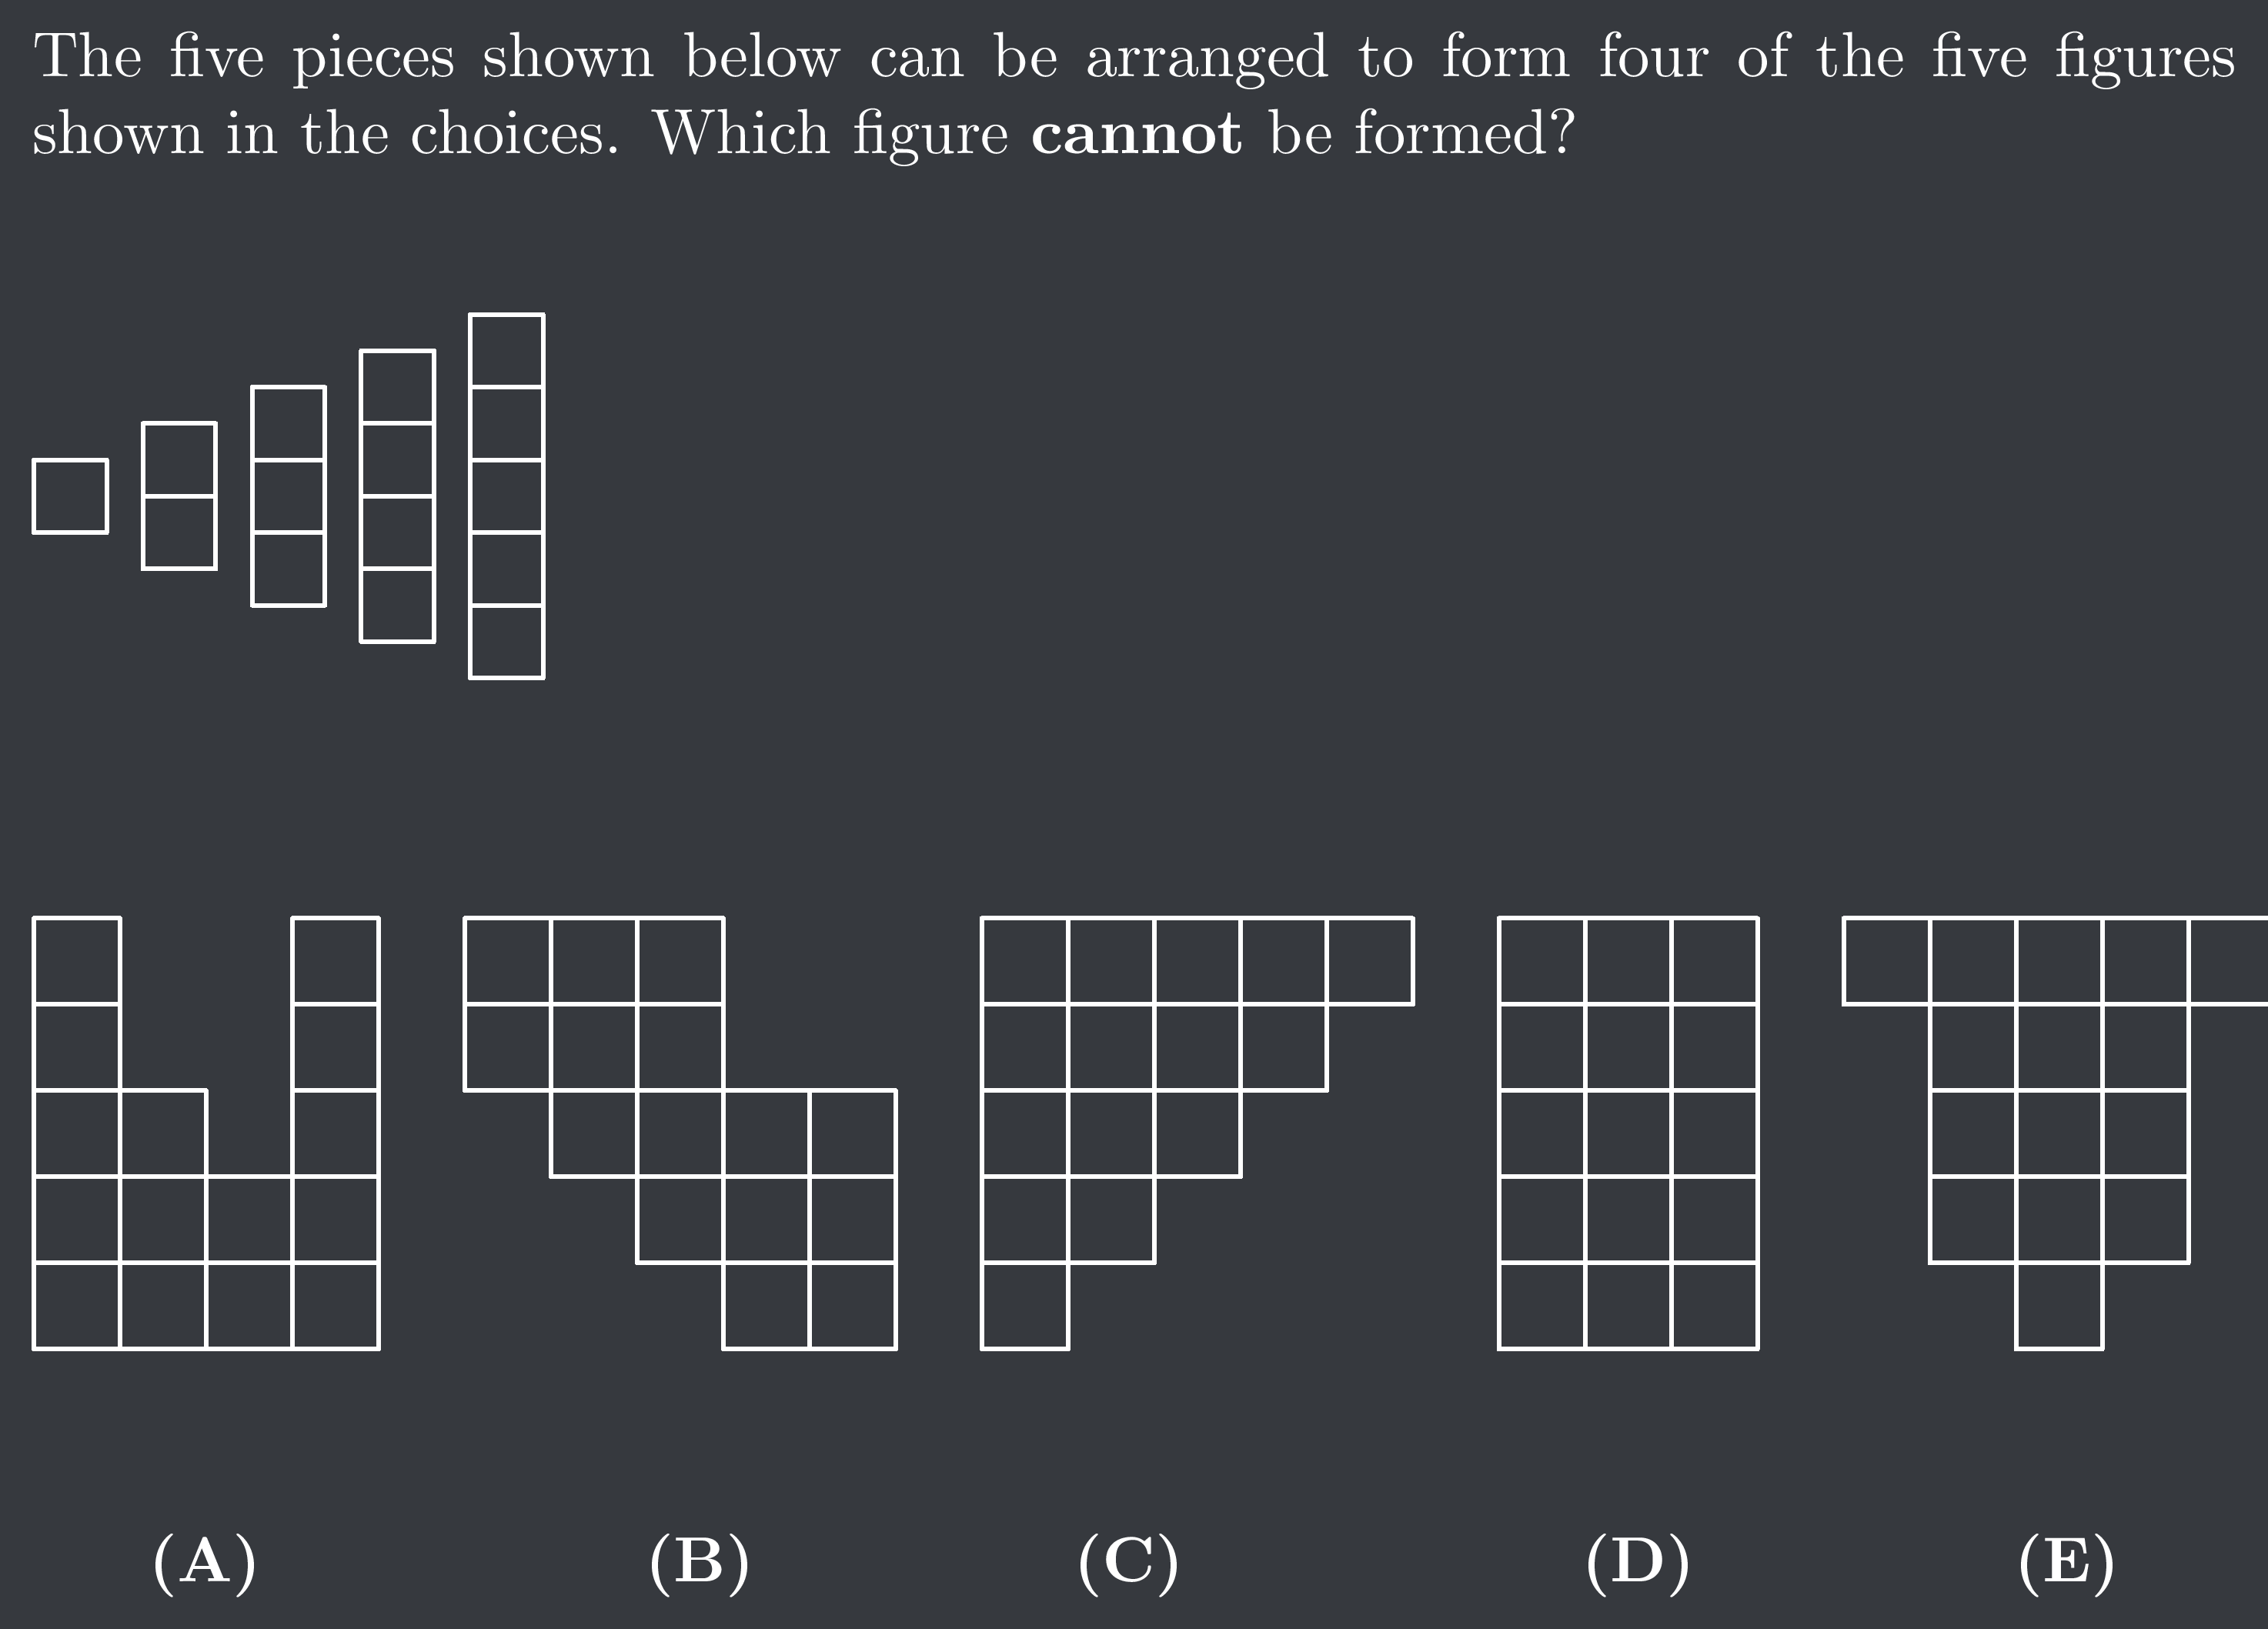 The five pieces shown below can be arranged to form four of the five figures
shown in the choices. Which figure cannot be formed?
(A) (B) (C) (D) (E)